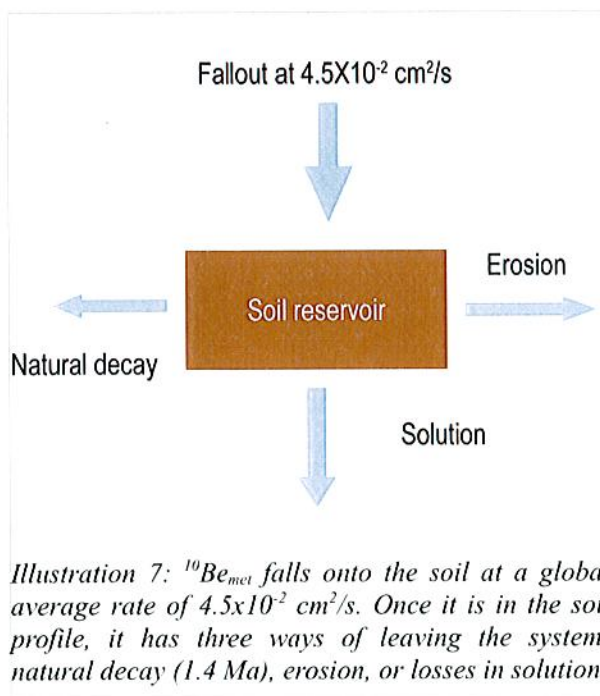 Fallout at 4.5X10⁻² cm²/s
Erosion
Soil reservoir
Natural decay
Solution
Illustration 7: ¹⁰Beₘₑₜ falls onto the soil at a globa
average rate of 4.5x10⁻² cm²/s. Once it is in the soi
profile, it has three ways of leaving the system
natural decay (1.4 Ma), erosion, or losses in solution